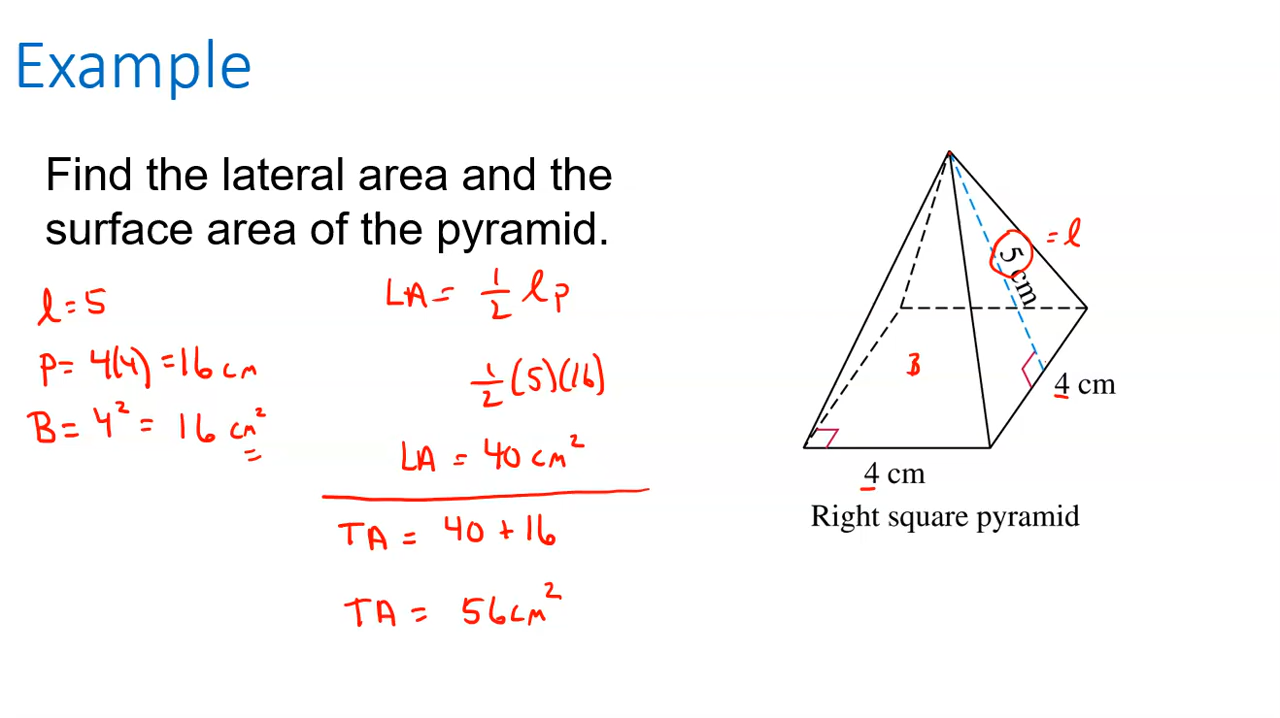 Example
Find the lateral area and the
surface area of the pyramid.
l = 5
P = 4(4) = 16 cm
B = 4² = 16 cm²
LA = 1/2 l p
1/2 (5)(16)
LA = 40 cm²
TA = 40 + 16
TA = 56 cm²
5 cm = l
B
4 cm
4 cm
Right square pyramid